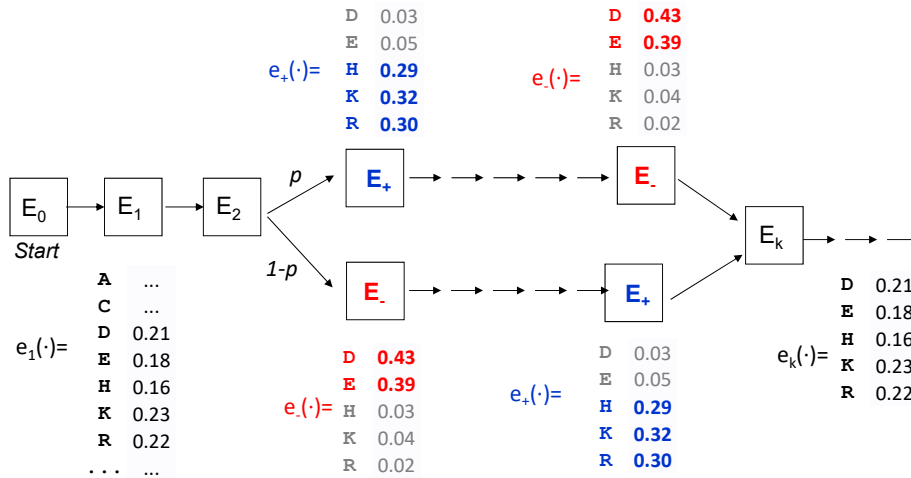 D 0.03
E 0.05
e₊(·)= H 0.29
K 0.32
R 0.30
D 0.43
E 0.39
e₋(·)= H 0.03
K 0.04
R 0.02
p
E₊
E₋
E₀
E₁
E₂
Eₖ
Start
1-p
E₋
E₊
A ...
C ...
D 0.21
e₁(·)= E 0.18
H 0.16
K 0.23
R 0.22
... ...
D 0.43
E 0.39
e₋(·)= H 0.03
K 0.04
R 0.02
D 0.03
E 0.05
e₊(·)= H 0.29
K 0.32
R 0.30
D 0.21
E 0.18
eₖ(·)= H 0.16
K 0.23
R 0.22